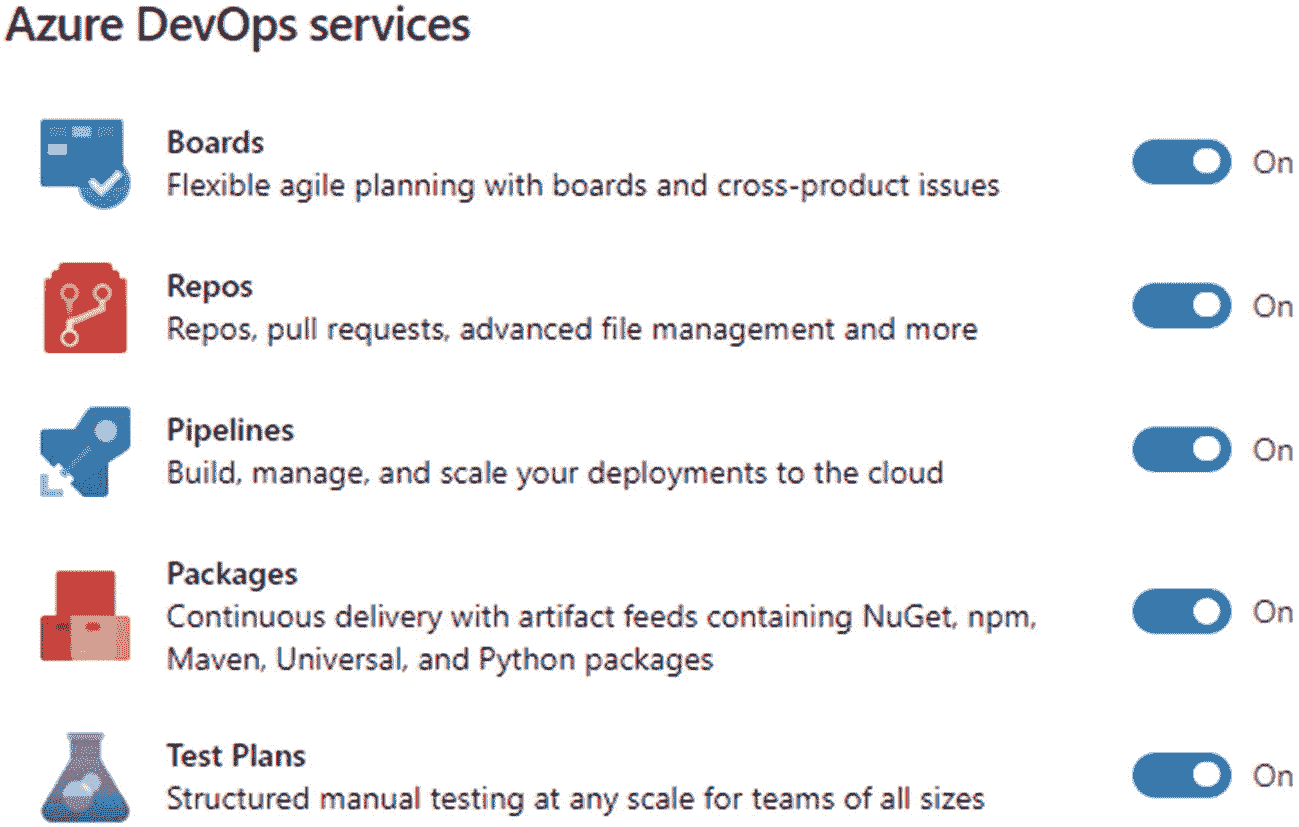 Azure DevOps services
Boards
Flexible agile planning with boards and cross-product issues
On
Repos
Repos, pull requests, advanced file management and more
On
Pipelines
Build, manage, and scale your deployments to the cloud
On
Packages
Continuous delivery with artifact feeds containing NuGet, npm,
Maven, Universal, and Python packages
On
Test Plans
Structured manual testing at any scale for teams of all sizes
On